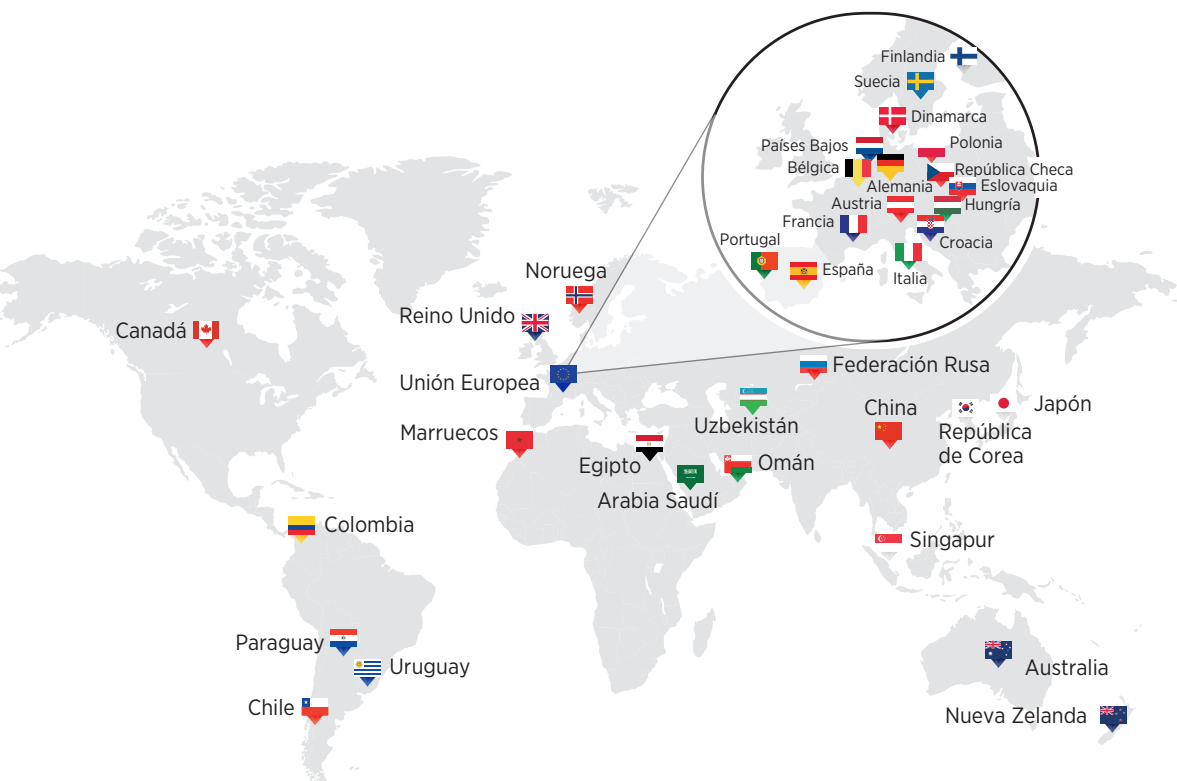 Finlandia
Suecia
Dinamarca
Países Bajos
Polonia
Bélgica
República Checa
Alemania
Eslovaquia
Austria
Hungría
Francia
Croacia
Portugal
España
Italia
Noruega
Reino Unido
Canadá
Unión Europea
Federación Rusa
Uzbekistán
China
Japón
República
de Corea
Marruecos
Egipto
Omán
Arabia Saudí
Colombia
Singapur
Paraguay
Uruguay
Australia
Chile
Nueva Zelanda